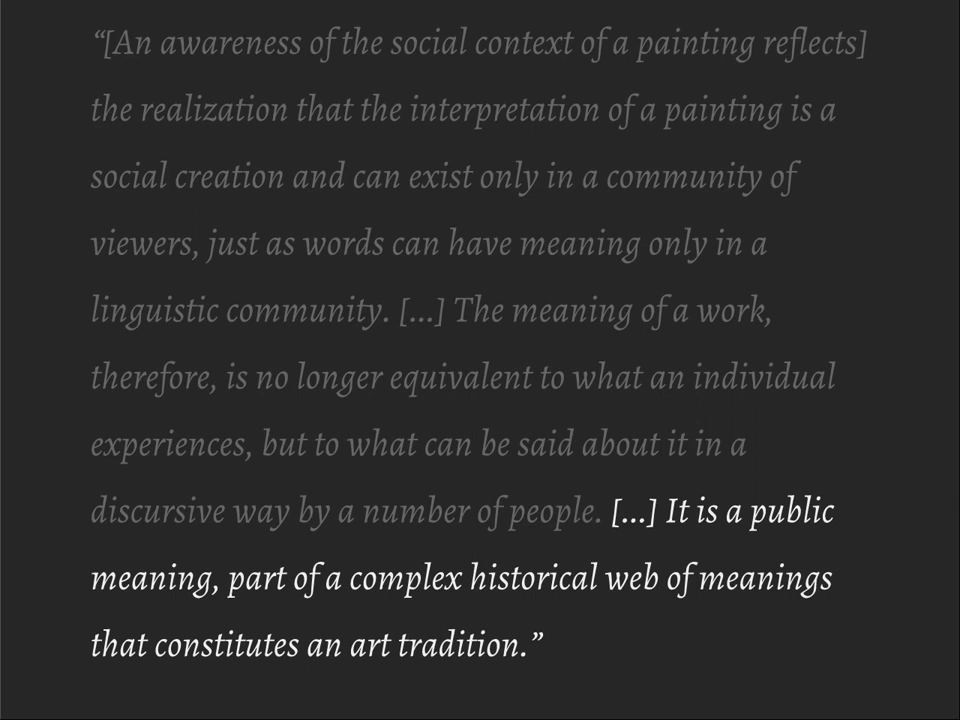 “[An awareness of the social context of a painting reflects]
the realization that the interpretation of a painting is a
social creation and can exist only in a community of
viewers, just as words can have meaning only in a
linguistic community. […] The meaning of a work,
therefore, is no longer equivalent to what an individual
experiences, but to what can be said about it in a
discursive way by a number of people. […] It is a public
meaning, part of a complex historical web of meanings
that constitutes an art tradition.”